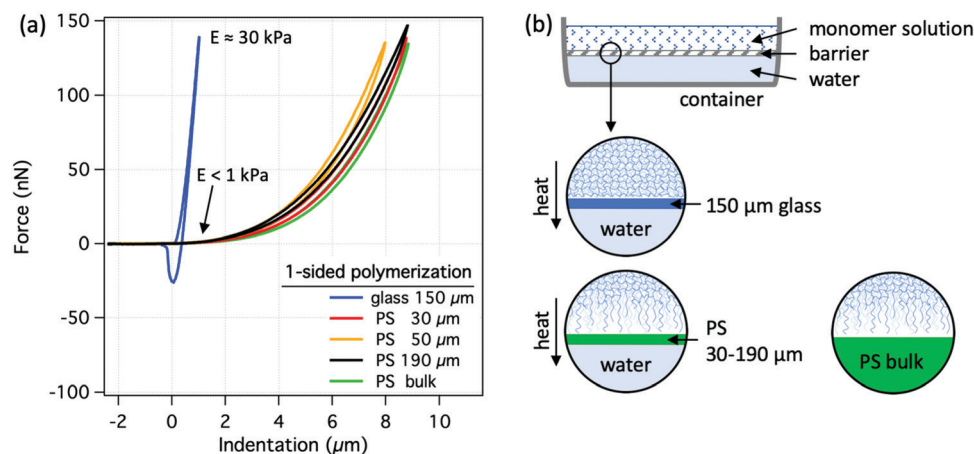 (a)
150
100
50
0
-50
-100
Force (nN)
E ≈ 30 kPa
E < 1 kPa
1-sided polymerization
glass 150 µm
PS 30 µm
PS 50 µm
PS 190 µm
PS bulk
-2 0 2 4 6 8 10
Indentation (µm)
(b)
monomer solution
barrier
water
container
heat
water
150 µm glass
heat
water
PS
30-190 µm
PS bulk